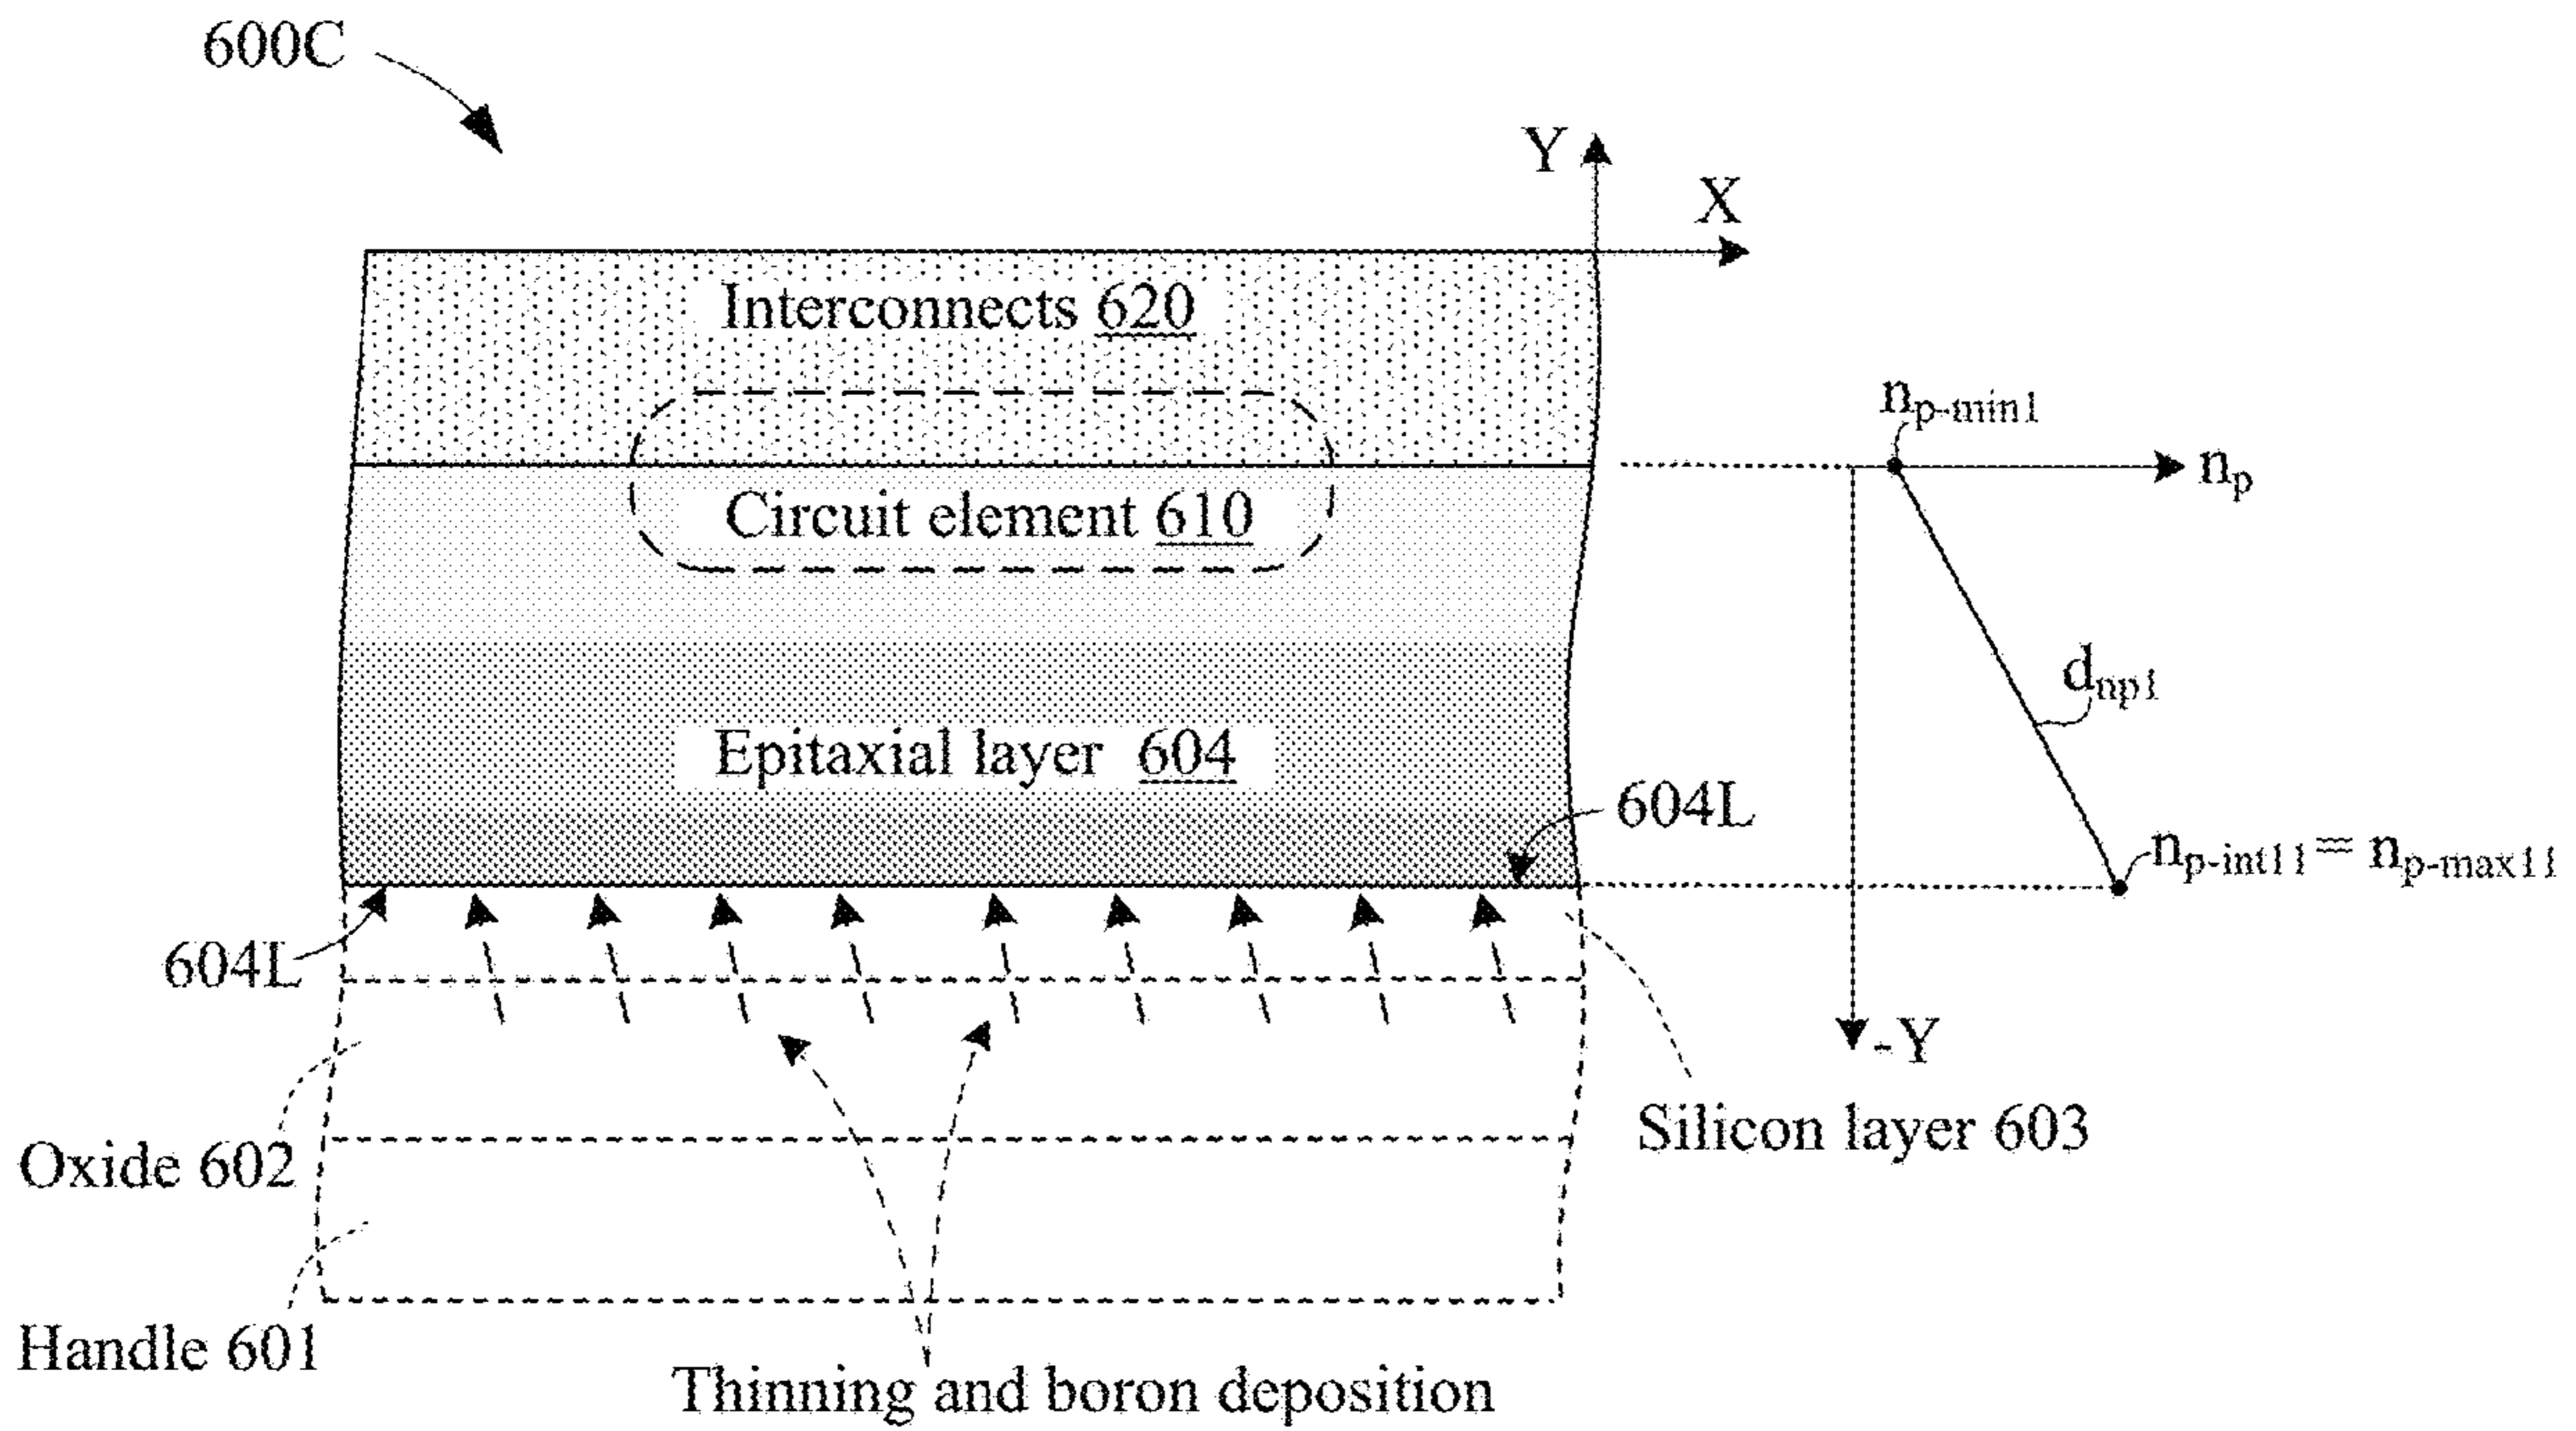 600C
Y
X
Interconnects 620
n_p-min1
n_p
Circuit element 610
d_np1
Epitaxial layer 604
604L
n_p-int11 = n_p-max11
604L
-Y
Silicon layer 603
Oxide 602
Handle 601
Thinning and boron deposition